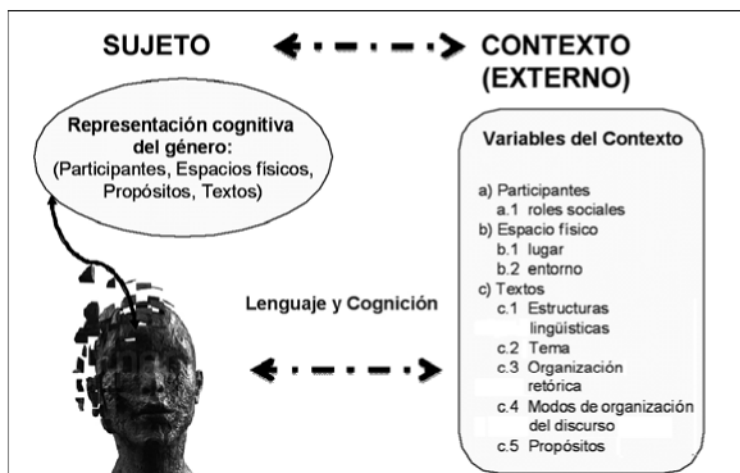 SUJETO
CONTEXTO
(EXTERNO)
Representación cognitiva
del género:
(Participantes, Espacios físicos,
Propósitos, Textos)
Lenguaje y Cognición
Variables del Contexto
a) Participantes
a.1 roles sociales
b) Espacio físico
b.1 lugar
b.2 entorno
c) Textos
c.1 Estructuras
lingüísticas
c.2 Tema
c.3 Organización
retórica
c.4 Modos de organización
del discurso
c.5 Propósitos